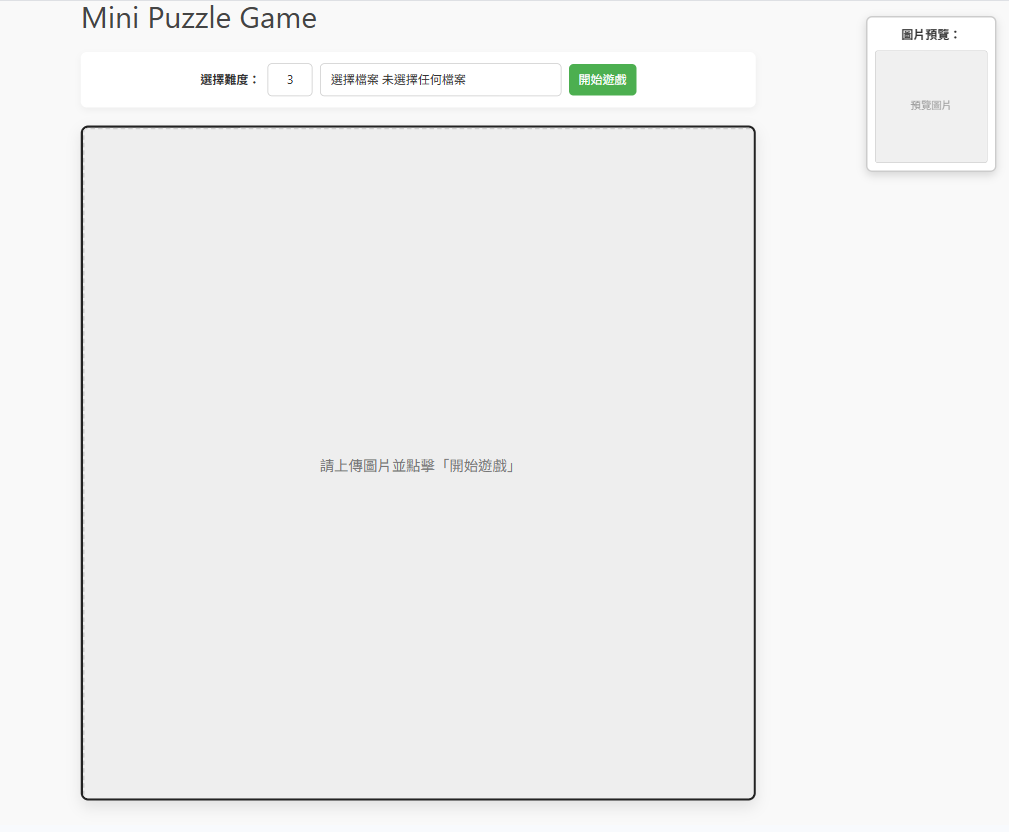 Mini Puzzle Game
選擇難度： 3 選擇檔案 未選擇任何檔案 開始遊戲
圖片預覽：
預覽圖片
請上傳圖片並點擊「開始遊戲」